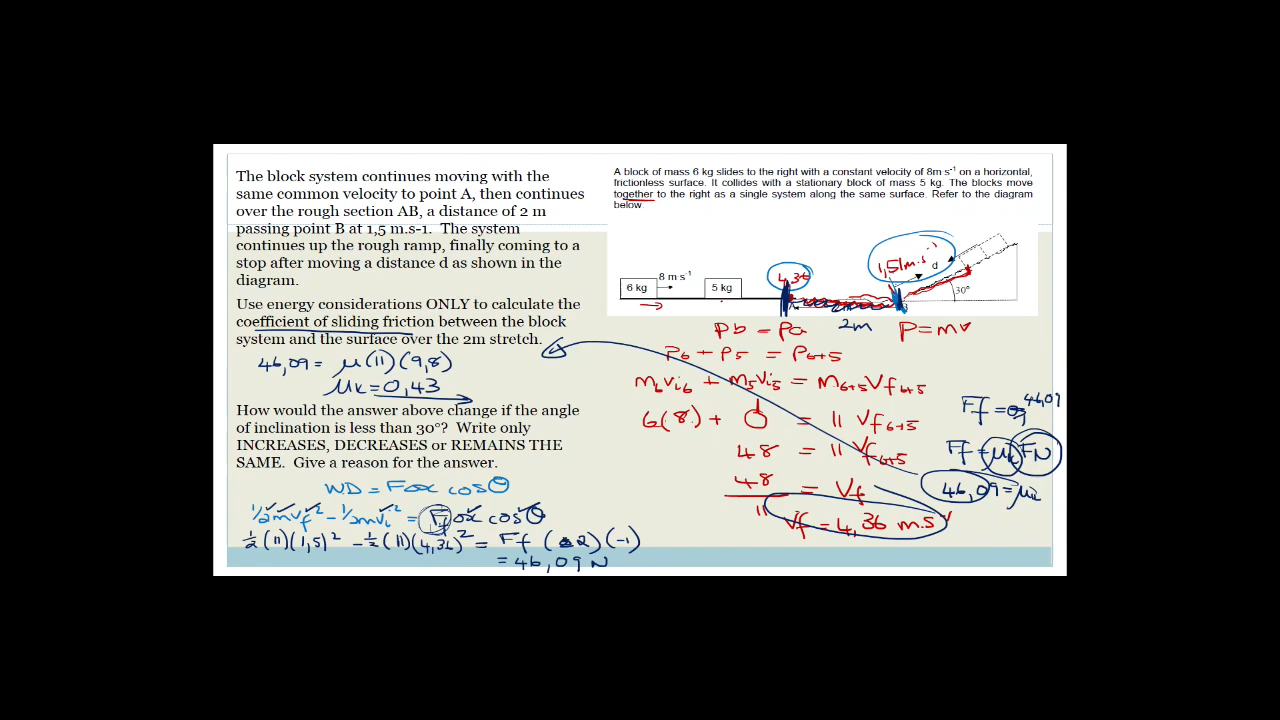 The block system continues moving with the
same common velocity to point A, then continues
over the rough section AB, a distance of 2 m
passing point B at 1,5 m.s-1. The system
continues up the rough ramp, finally coming to a
stop after moving a distance d as shown in the
diagram.
Use energy considerations ONLY to calculate the
coefficient of sliding friction between the block
system and the surface over the 2m stretch.
46,09 = μ(11)(9,8)
μk = 0,43
How would the answer above change if the angle
of inclination is less than 30°? Write only
INCREASES, DECREASES or REMAINS THE
SAME. Give a reason for the answer.
WD = FΔx cosθ
½mvf² - ½mvi² = FfΔx cosθ
½(11)(1,5)² - ½(11)(4,36)² = Ff (2)(-1)
= 46,09 N
A block of mass 6 kg slides to the right with a constant velocity of 8m s⁻¹ on a horizontal,
frictionless surface. It collides with a stationary block of mass 5 kg. The blocks move
together to the right as a single system along the same surface. Refer to the diagram
below
6 kg
8 m s⁻¹
5 kg
4,36
1,51m.s⁻¹
d
30°
2m
Pb = Pa
P = mv
P6 + P5 = P6+5
m6vi6 + m5vi5 = m6+5Vf6+5
6(8) + 0 = 11 Vf6+5
48 = 11 Vf6+5
48 = Vf
11
Vf = 4,36 m.s
Ff = 46,09
Ff = μk FN
46,09 = μk